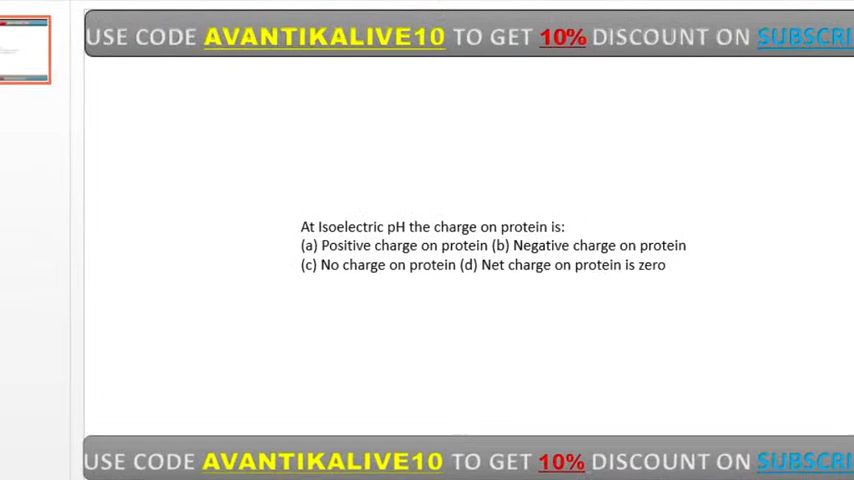 USE CODE AVANTIKALIVE10 TO GET 10% DISCOUNT ON
At Isoelectric pH the charge on protein is:
(a) Positive charge on protein (b) Negative charge on protein
(c) No charge on protein (d) Net charge on protein is zero
USE CODE AVANTIKALIVE10 TO GET 10% DISCOUNT ON